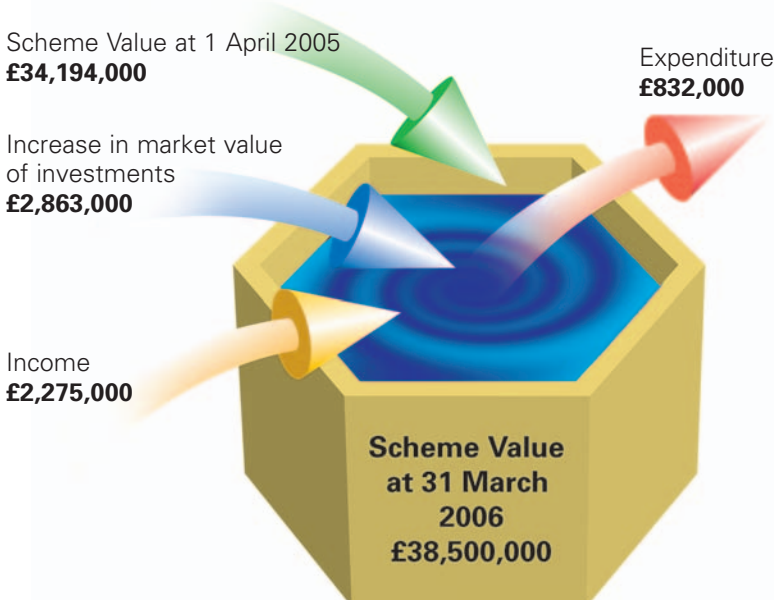 Scheme Value at 1 April 2005
£34,194,000
Expenditure
£832,000
Increase in market value
of investments
£2,863,000
Income
£2,275,000
Scheme Value
at 31 March
2006
£38,500,000